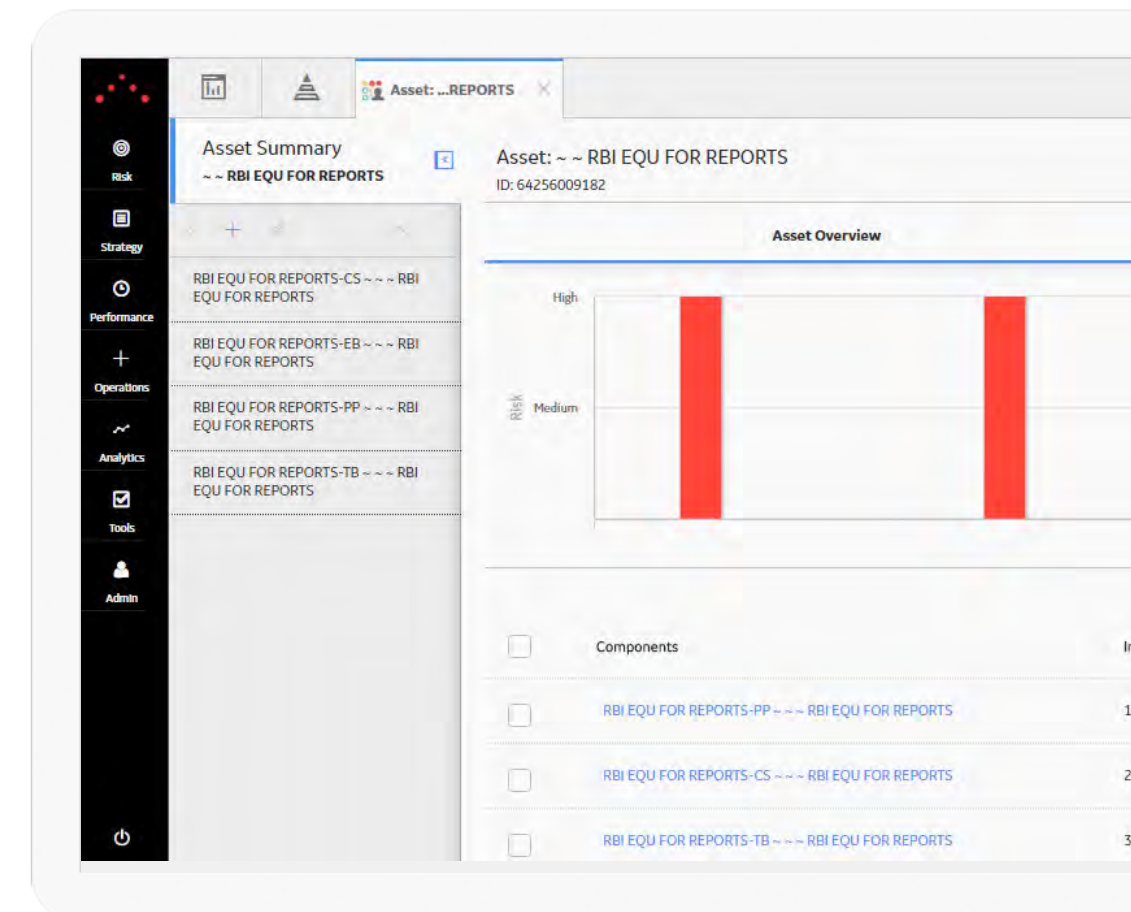 Asset: ...REPORTS
Risk
Strategy
Performance
Operations
Analytics
Tools
Admin
Asset Summary
~ ~ RBI EQU FOR REPORTS
RBI EQU FOR REPORTS-CS ~ ~ ~ RBI
EQU FOR REPORTS
RBI EQU FOR REPORTS-EB ~ ~ ~ RBI
EQU FOR REPORTS
RBI EQU FOR REPORTS-PP ~ ~ ~ RBI
EQU FOR REPORTS
RBI EQU FOR REPORTS-TB ~ ~ ~ RBI
EQU FOR REPORTS
Asset: ~ ~ RBI EQU FOR REPORTS
ID: 64256009182
Asset Overview
High
Risk
Medium
Components
RBI EQU FOR REPORTS-PP ~ ~ ~ RBI EQU FOR REPORTS 1
RBI EQU FOR REPORTS-CS ~ ~ ~ RBI EQU FOR REPORTS 2
RBI EQU FOR REPORTS-TB ~ ~ ~ RBI EQU FOR REPORTS 3